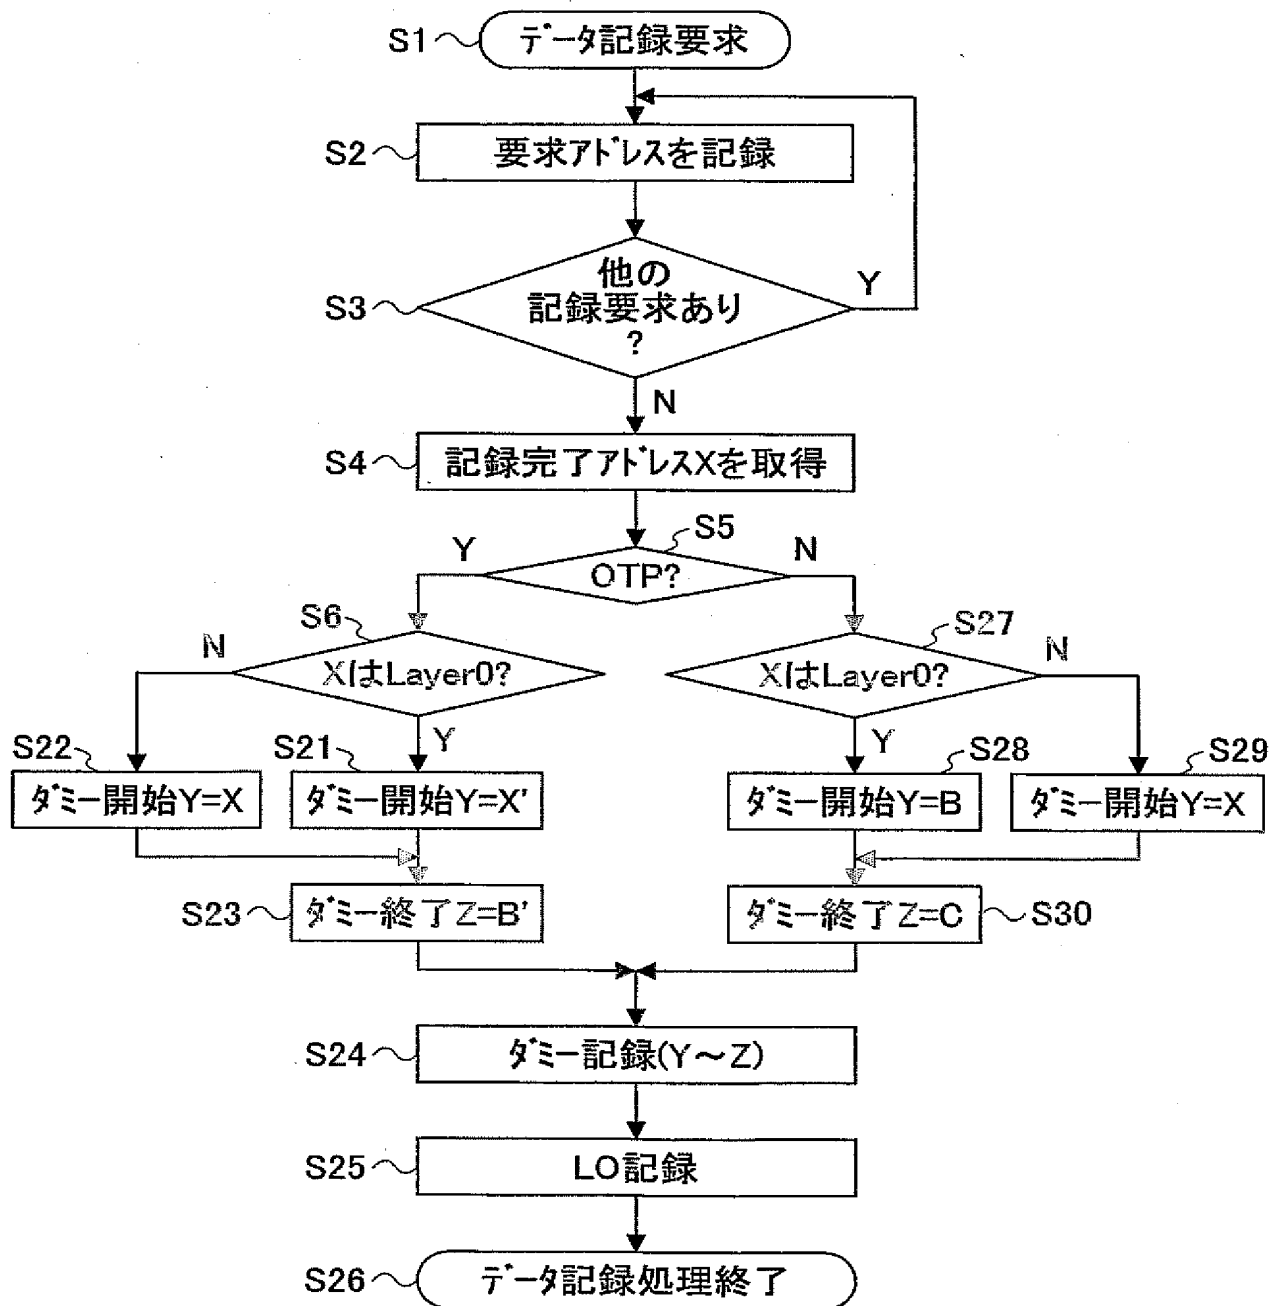 S1
データ記録要求
S2
要求アドレスを記録
S3
他の
記録要求あり
?
Y
N
S4
記録完了アドレスXを取得
S5
Y
OTP?
N
S6
N
XはLayer0?
Y
S27
XはLayer0?
N
Y
S22
ダミー開始Y=X
S21
ダミー開始Y=X'
S28
ダミー開始Y=B
S29
ダミー開始Y=X
S23
ダミー終了Z=B'
ダミー終了Z=C
S30
S24
ダミー記録(Y～Z)
S25
LO記録
S26
データ記録処理終了